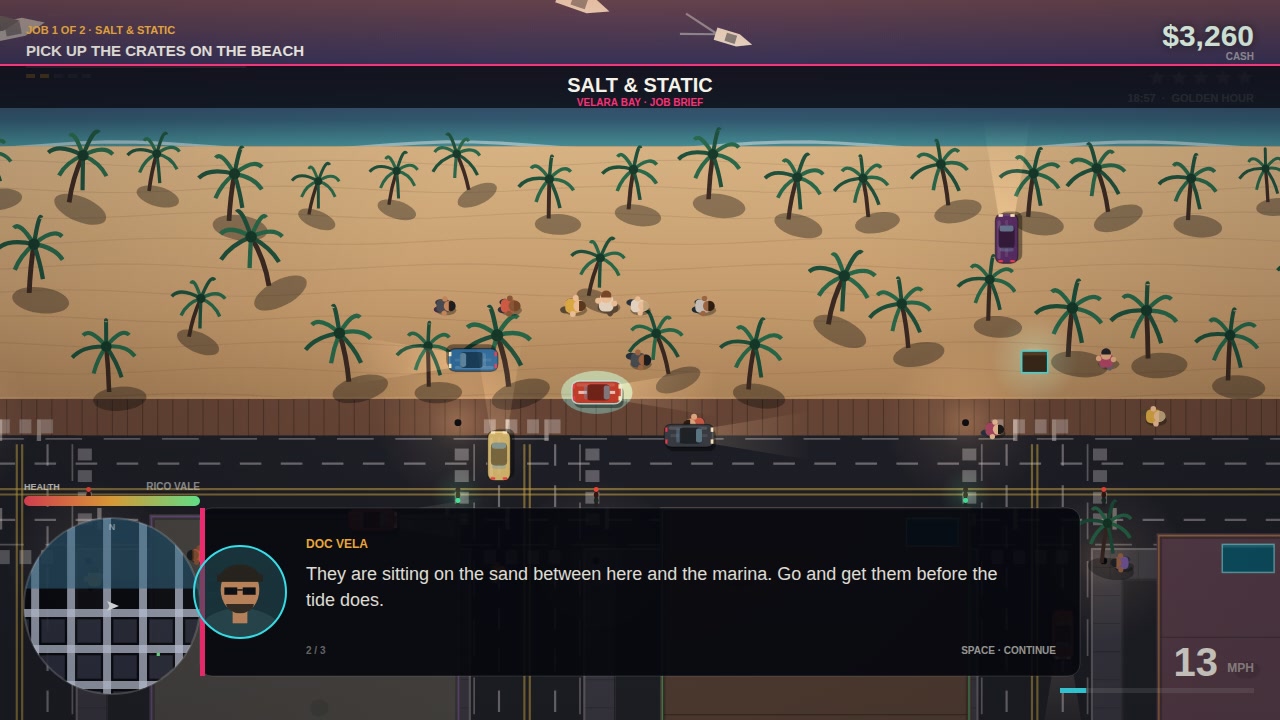 JOB 1 OF 2 · SALT & STATIC
PICK UP THE CRATES ON THE BEACH
$3,260
CASH
SALT & STATIC
VELARA BAY · JOB BRIEF
18:57 · GOLDEN HOUR
HEALTH
RICO VALE
N
DOC VELA
They are sitting on the sand between here and the marina. Go and get them before the
tide does.
2 / 3
SPACE · CONTINUE
13 MPH